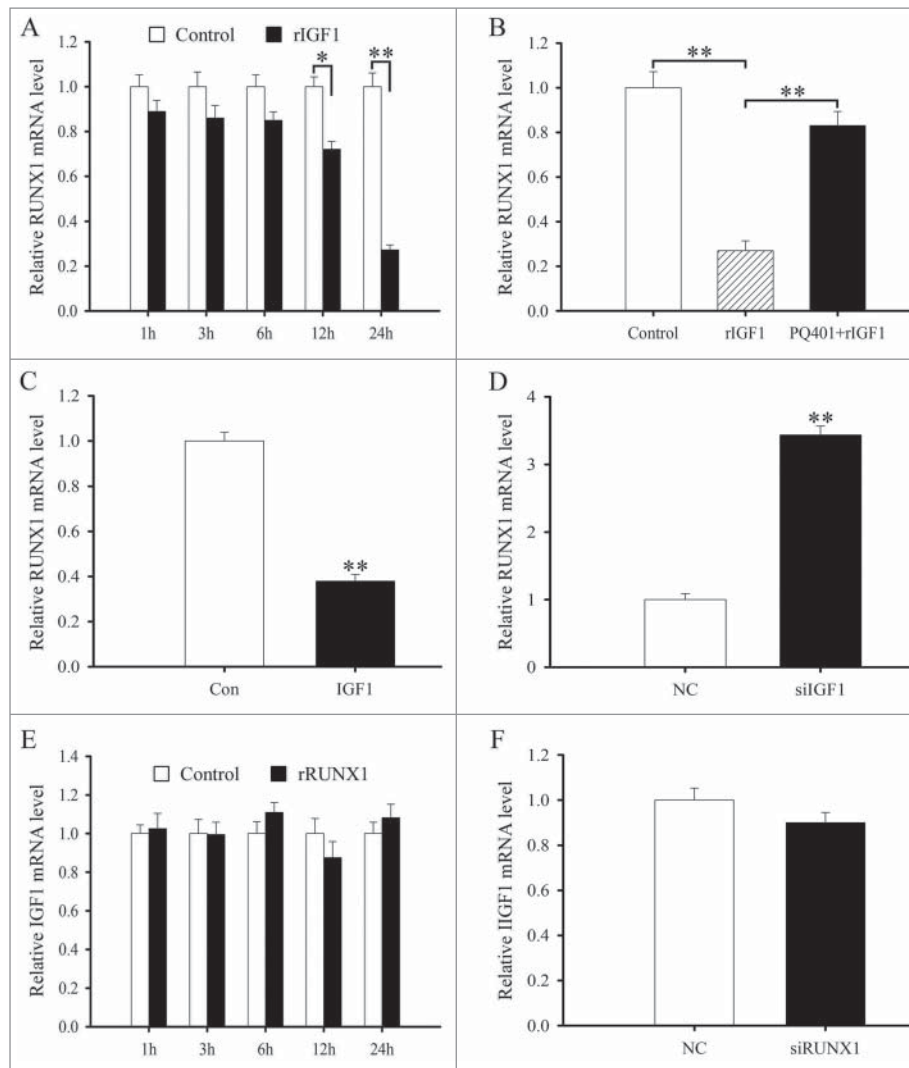 A
Control rIGF1
Relative RUNX1 mRNA level
1.2
1.0
0.8
0.6
0.4
0.2
0.0
*
**
1h 3h 6h 12h 24h
B
Relative RUNX1 mRNA level
1.2
1.0
0.8
0.6
0.4
0.2
0.0
**
**
Control rIGF1 PQ401+rIGF1
C
Relative RUNX1 mRNA level
1.2
1.0
0.8
0.6
0.4
0.2
0.0
**
Con IGF1
D
Relative RUNX1 mRNA level
4
3
2
1
0
**
NC siIGF1
E
Control rRUNX1
Relative IGF1 mRNA level
1.4
1.2
1.0
0.8
0.6
0.4
0.2
0.0
1h 3h 6h 12h 24h
F
Relative IIGF1 mRNA level
1.2
1.0
0.8
0.6
0.4
0.2
0.0
NC siRUNX1